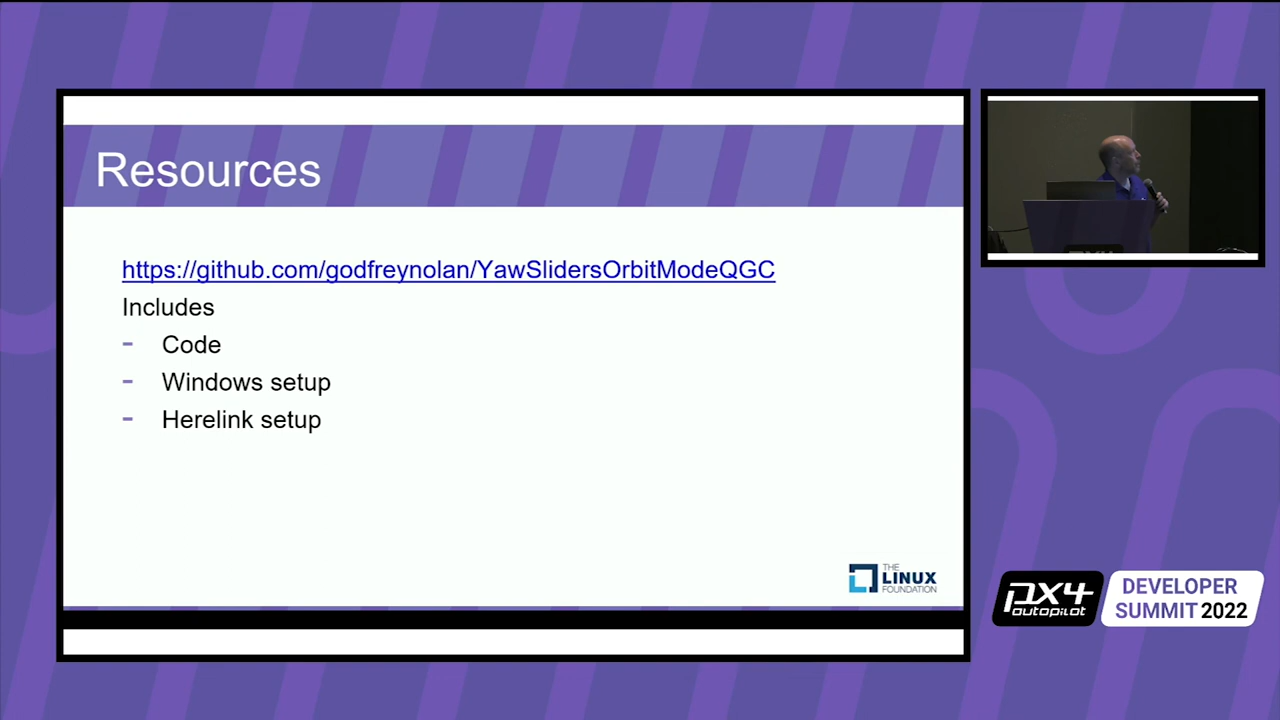 Resources
https://github.com/godfreynolan/YawSlidersOrbitModeQGC
Includes
- Code
- Windows setup
- Herelink setup
THE
LINUX
FOUNDATION
PX4
autopilot
DEVELOPER
SUMMIT 2022